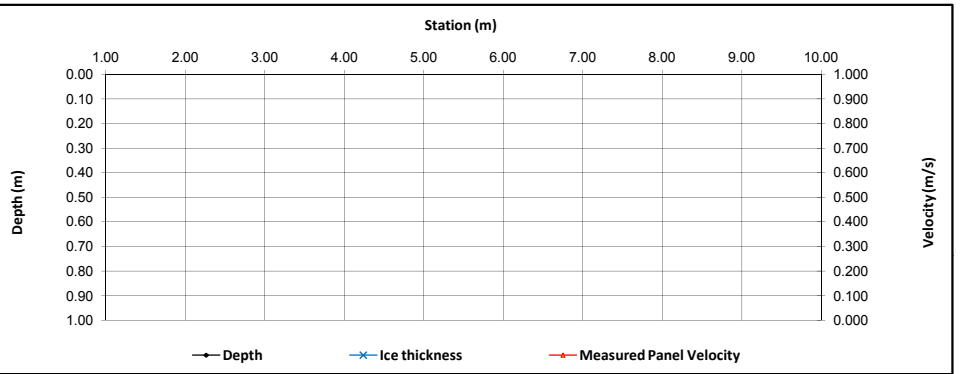 Station (m)
1.00 2.00 3.00 4.00 5.00 6.00 7.00 8.00 9.00 10.00
0.00 1.000
0.10 0.900
0.20 0.800
0.30 0.700
0.40 0.600
0.50 0.500
0.60 0.400
0.70 0.300
0.80 0.200
0.90 0.100
1.00 0.000
Depth (m)
Velocity (m/s)
Depth Ice thickness Measured Panel Velocity